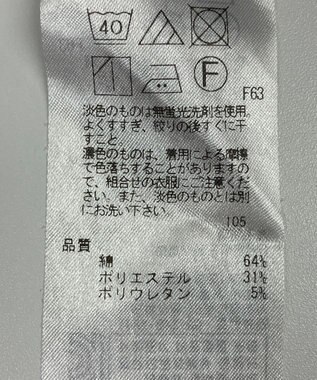 40
F
F63
淡色のものは無蛍光洗剤を使用。
よくすすぎ、絞りの後すぐに干
すこと。
濃色のものは、着用による摩擦
で色落ちすることがありますの
で、組合せの衣服にご注意くだ
さい。また、淡色のものとは別
にお洗い下さい。
105
品質
綿 64%
ポリエステル 31%
ポリウレタン 5%